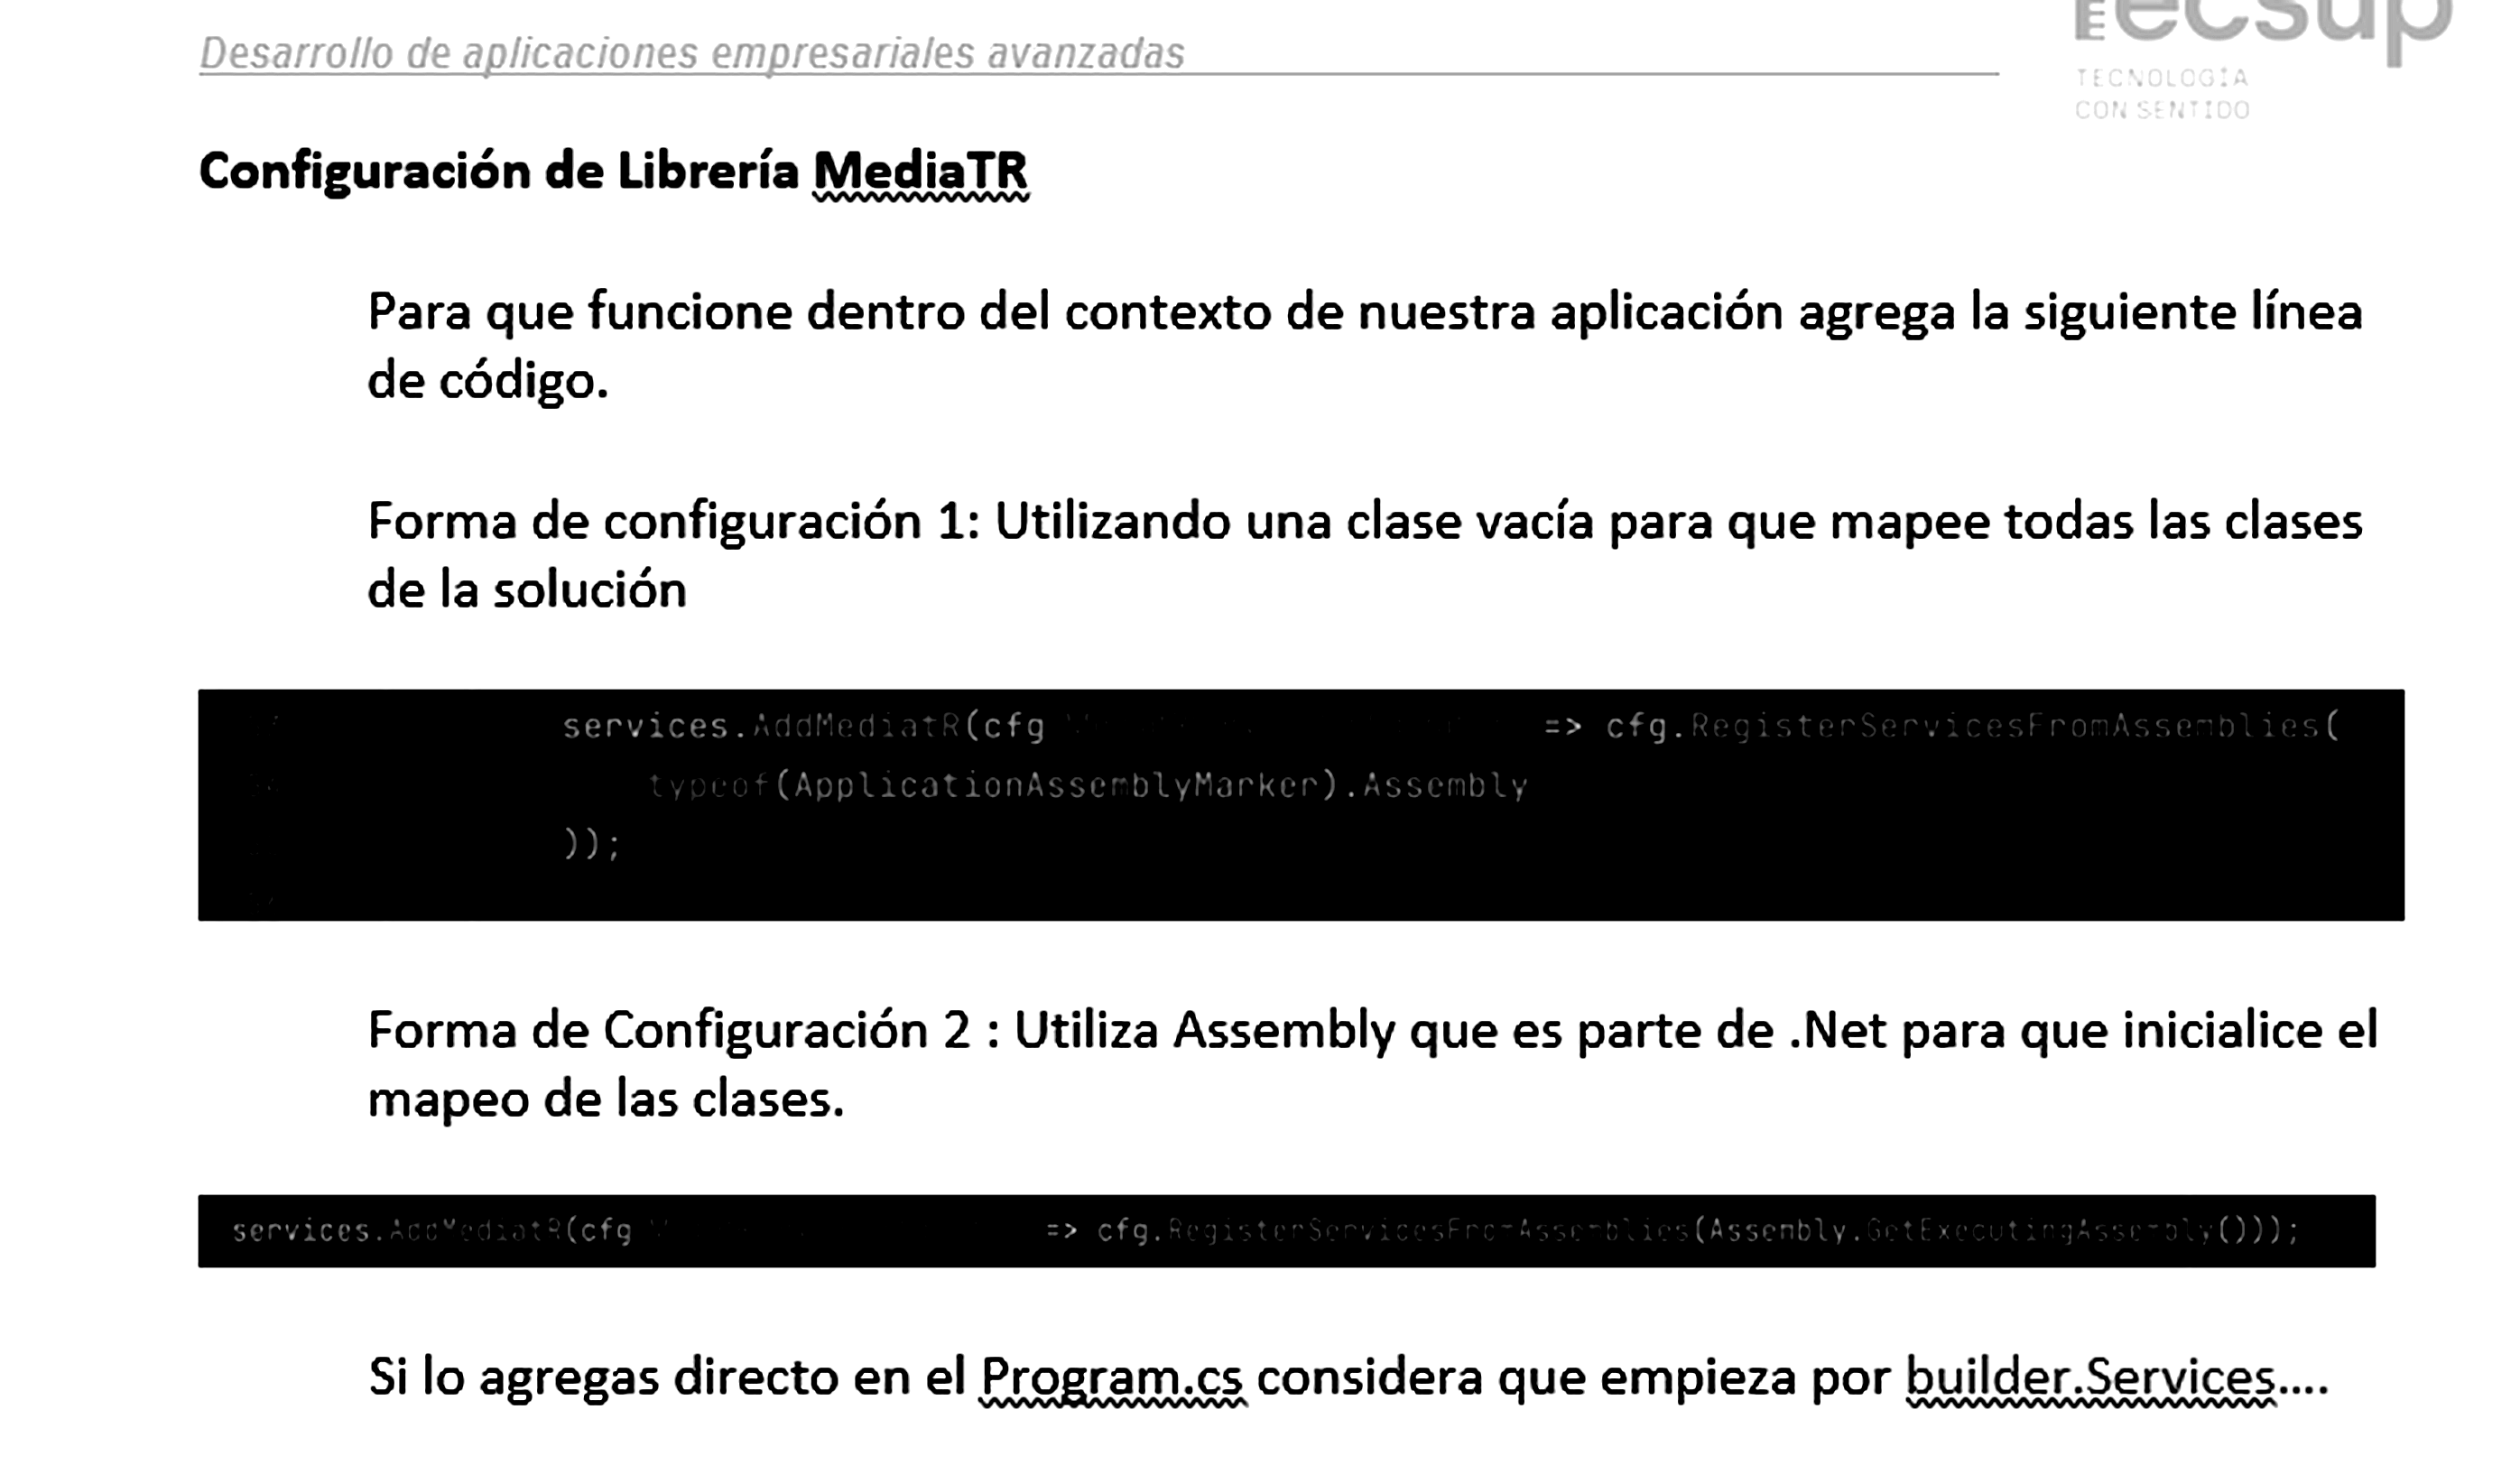 Desarrollo de aplicaciones empresariales avanzadas
Tecsup
TECNOLOGÍA
CON SENTIDO
Configuración de Librería MediaTR
Para que funcione dentro del contexto de nuestra aplicación agrega la siguiente línea
de código.
Forma de configuración 1: Utilizando una clase vacía para que mapee todas las clases
de la solución
services.AddMediatR(cfg => cfg.RegisterServicesFromAssemblies(
typeof(ApplicationAssemblyMarker).Assembly
));
Forma de Configuración 2 : Utiliza Assembly que es parte de .Net para que inicialice el
mapeo de las clases.
services.AddMediatR(cfg => cfg.RegisterServicesFromAssemblies(Assembly.GetExecutingAssembly()));
Si lo agregas directo en el Program.cs considera que empieza por builder.Services....